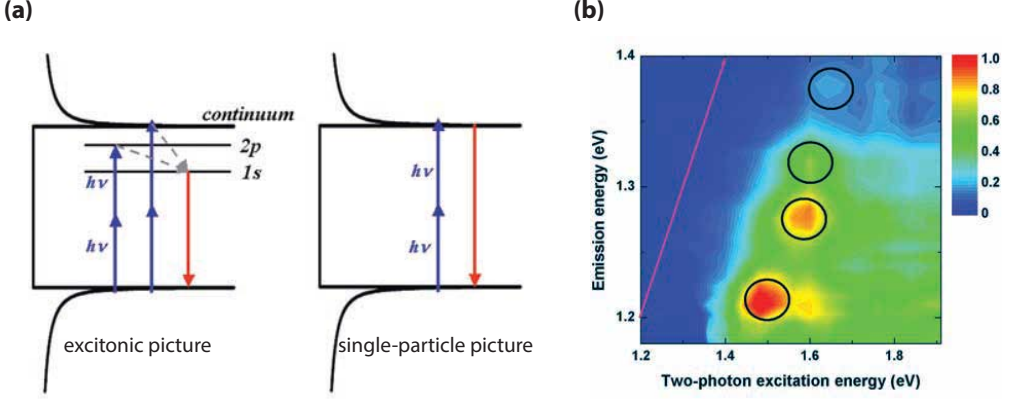 (a)
continuum
2p
1s
hν
hν
excitonic picture
hν
hν
single-particle picture
(b)
1.4
1.3
1.2
Emission energy (eV)
1.2
1.4
1.6
1.8
Two-photon excitation energy (eV)
1.0
0.8
0.6
0.4
0.2
0